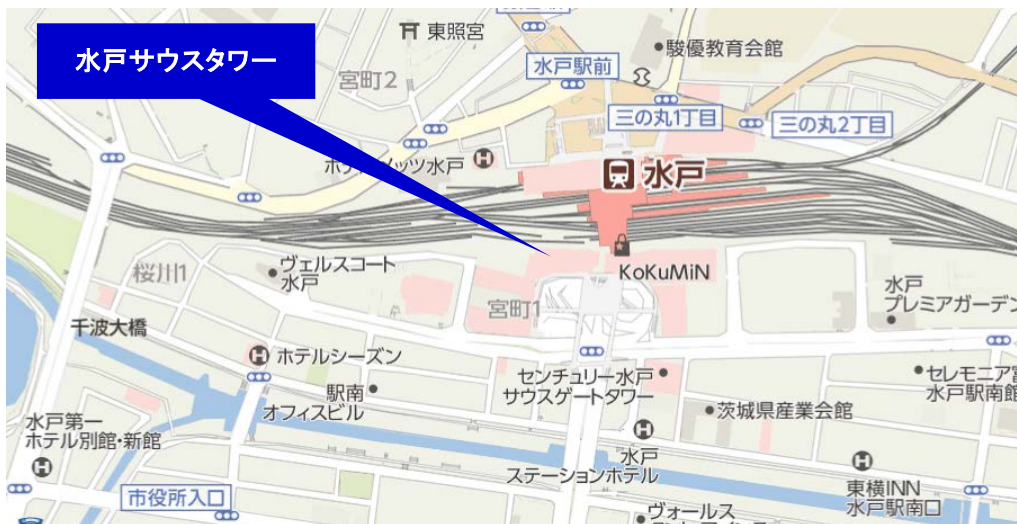 水戸サウスタワー
東照宮
宮町2
水戸駅前
駿優教育会館
三の丸1丁目
三の丸2丁目
水戸
KoKuMiN
桜川1
ヴェルスコート
水戸
宮町1
水戸
プレミアガーデン
千波大橋
ホテルシーズン
駅南
オフィスビル
センチュリー水戸
サウスゲートタワー
セレモニア
水戸駅南館
茨城県産業会館
水戸第一
ホテル別館・新館
水戸
ステーションホテル
市役所入口
東横INN
水戸駅南口
ヴォールス